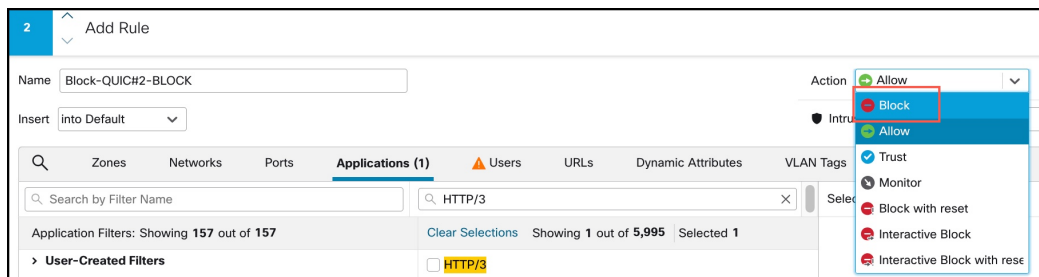 2
Add Rule
Name Block-QUIC#2-BLOCK
Action Allow
Insert into Default
Block
Intru
Allow
Zones Networks Ports Applications (1) Users URLs Dynamic Attributes VLAN Tags
Trust
Monitor
Search by Filter Name
HTTP/3
Selec
Block with reset
Application Filters: Showing 157 out of 157
Clear Selections Showing 1 out of 5,995 Selected 1
Interactive Block
User-Created Filters
HTTP/3
Interactive Block with rese